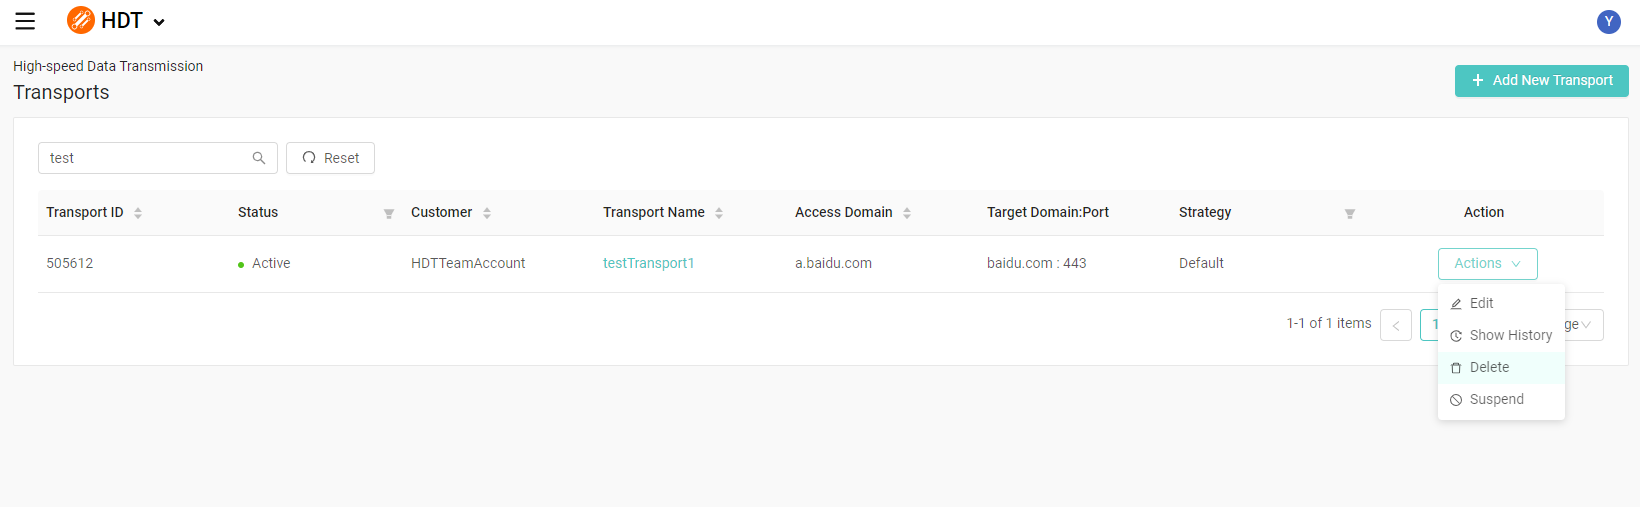 HDT
Y
High-speed Data Transmission
Transports
Add New Transport
test
Reset
Transport ID Status Customer Transport Name Access Domain Target Domain:Port Strategy Action
505612 Active HDTTeamAccount testTransport1 a.baidu.com baidu.com : 443 Default Actions
Edit
1-1 of 1 items 1
Show History
Delete
Suspend